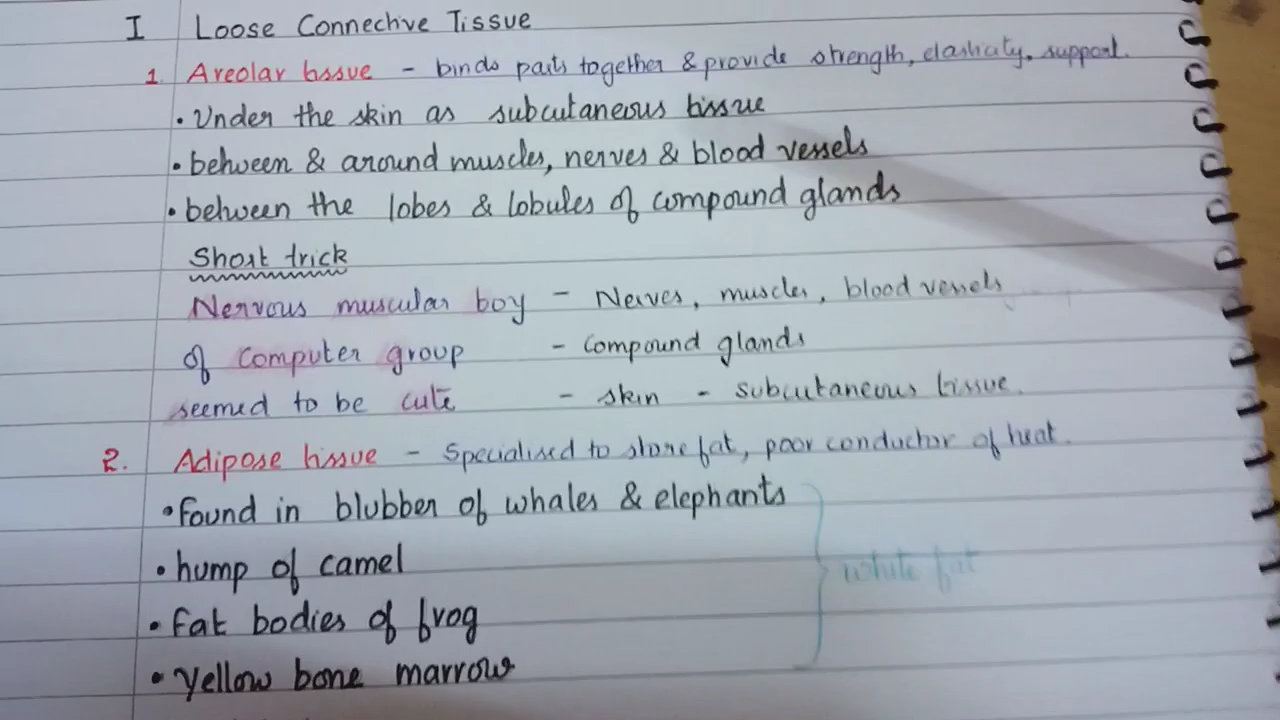 I Loose Connective Tissue
1. Areolar tissue - binds parts together & provide strength, elasticity, support.
• Under the skin as subcutaneous tissue
• between & around muscles, nerves & blood vessels
• between the lobes & lobules of compound glands
Short trick
Nervous muscular boy - Nerves, muscles, blood vessels
of computer group - compound glands
seemed to be cute - skin - subcutaneous tissue.
2. Adipose tissue - Specialised to store fat, poor conductor of heat.
• Found in blubber of whales & elephants
• hump of camel
white fat
• Fat bodies of frog
• Yellow bone marrow